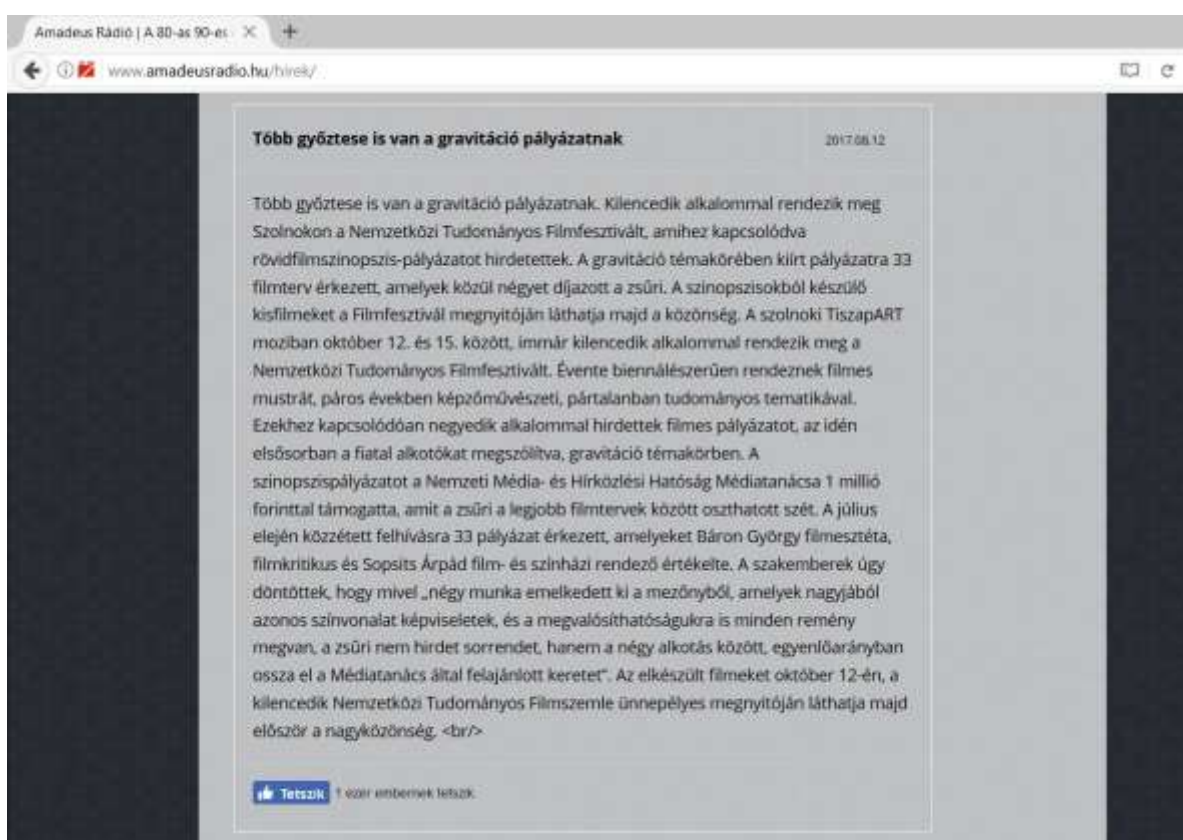 Amadeus Rádió | A 80-as 90-es
www.amadeusradio.hu/hirek/
Több győztese is van a gravitáció pályázatnak
2017.08.12
Több győztese is van a gravitáció pályázatnak. Kilencedik alkalommal rendezik meg
Szolnokon a Nemzetközi Tudományos Filmfesztivált, amihez kapcsolódva
rövidfilmszinopszis-pályázatot hirdetettek. A gravitáció témakörében kiírt pályázatra 33
filmterv érkezett, amelyek közül négyet díjazott a zsűri. A szinopszisokból készülő
kisfilmeket a Filmfesztivál megnyitóján láthatja majd a közönség. A szolnoki TiszapART
moziban október 12. és 15. között, immár kilencedik alkalommal rendezik meg a
Nemzetközi Tudományos Filmfesztivált. Évente biennálészerűen rendeznek filmes
mustrát, páros években képzőművészeti, pártalanban tudományos tematikával.
Ezekhez kapcsolódóan negyedik alkalommal hirdettek filmes pályázatot, az idén
elsősorban a fiatal alkotókat megszólítva, gravitáció témakörben. A
szinopszispályázatot a Nemzeti Média- és Hírközlési Hatóság Médiatanácsa 1 millió
forinttal támogatta, amit a zsűri a legjobb filmtervek között oszthatott szét. A július
elején közzétett felhívásra 33 pályázat érkezett, amelyeket Báron György filmesztéta,
filmkritikus és Sopsits Árpád film- és színházi rendező értékelte. A szakemberek úgy
döntöttek, hogy mivel „négy munka emelkedett ki a mezőnyből, amelyek nagyjából
azonos színvonalat képviseletek, és a megvalósíthatóságukra is minden remény
megvan, a zsűri nem hirdet sorrendet, hanem a négy alkotás között, egyenlőarányban
ossza el a Médiatanács által felajánlott keretet”. Az elkészült filmeket október 12-én, a
kilencedik Nemzetközi Tudományos Filmszemle ünnepélyes megnyitóján láthatja majd
először a nagyközönség. <br/>
Tetszik 1 ezer embernek tetszik.